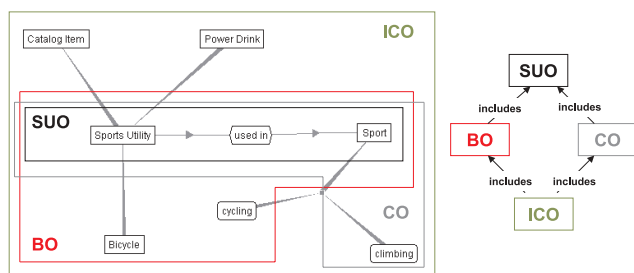 Catalog Item
Power Drink
ICO
SUO
Sports Utility
used in
Sport
cycling
CO
BO
Bicycle
climbing
SUO
includes
includes
BO
CO
includes
includes
ICO